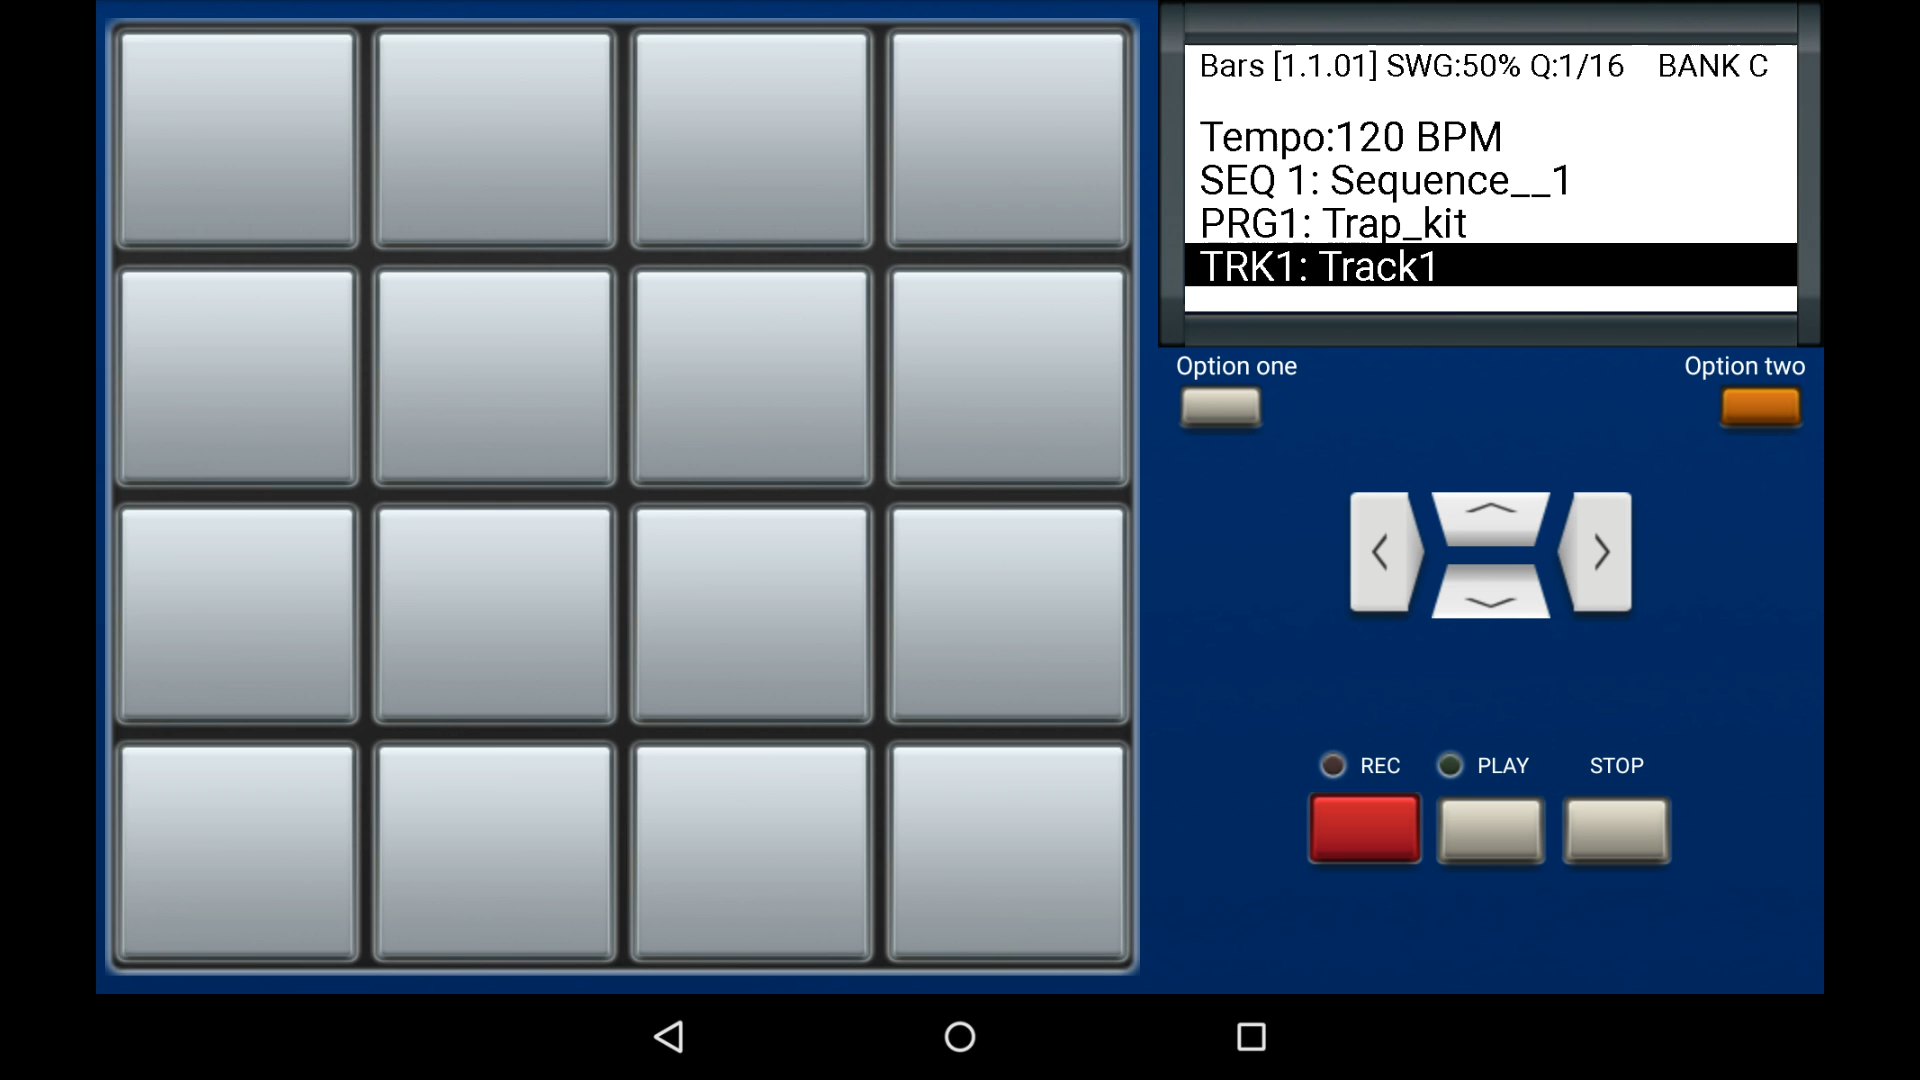 Bars [1.1.01] SWG:50% Q:1/16 BANK C
Tempo:120 BPM
SEQ 1: Sequence__1
PRG1: Trap_kit
TRK1: Track1
Option one Option two
REC PLAY STOP